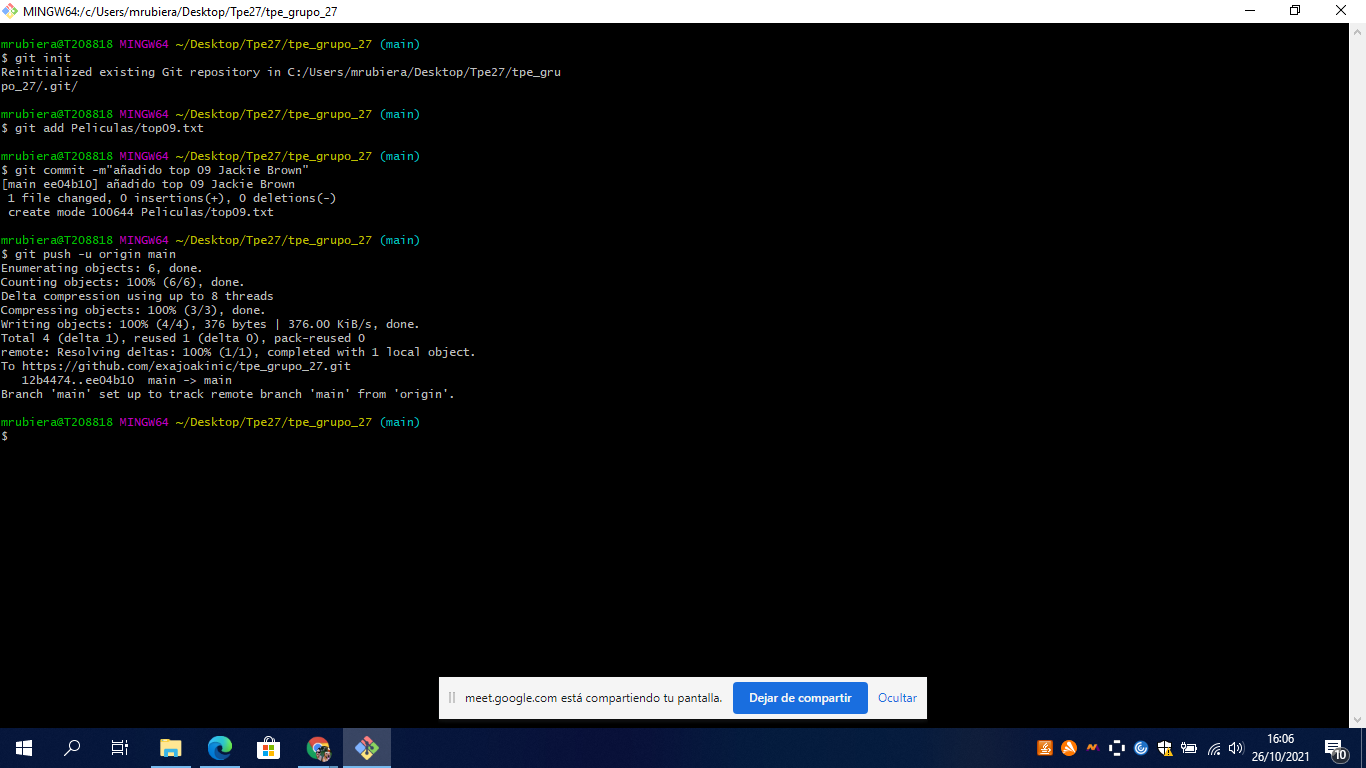 MINGW64:/c/Users/mrubiera/Desktop/Tpe27/tpe_grupo_27
mrubiera@T208818 MINGW64 ~/Desktop/Tpe27/tpe_grupo_27 (main)
$ git init
Reinitialized existing Git repository in C:/Users/mrubiera/Desktop/Tpe27/tpe_gru
po_27/.git/
mrubiera@T208818 MINGW64 ~/Desktop/Tpe27/tpe_grupo_27 (main)
$ git add Peliculas/top09.txt
mrubiera@T208818 MINGW64 ~/Desktop/Tpe27/tpe_grupo_27 (main)
$ git commit -m"añadido top 09 Jackie Brown"
[main ee04b10] añadido top 09 Jackie Brown
1 file changed, 0 insertions(+), 0 deletions(-)
create mode 100644 Peliculas/top09.txt
mrubiera@T208818 MINGW64 ~/Desktop/Tpe27/tpe_grupo_27 (main)
$ git push -u origin main
Enumerating objects: 6, done.
Counting objects: 100% (6/6), done.
Delta compression using up to 8 threads
Compressing objects: 100% (3/3), done.
Writing objects: 100% (4/4), 376 bytes | 376.00 KiB/s, done.
Total 4 (delta 1), reused 1 (delta 0), pack-reused 0
remote: Resolving deltas: 100% (1/1), completed with 1 local object.
To https://github.com/exajoakinic/tpe_grupo_27.git
12b4474..ee04b10  main -> main
Branch 'main' set up to track remote branch 'main' from 'origin'.
mrubiera@T208818 MINGW64 ~/Desktop/Tpe27/tpe_grupo_27 (main)
$
meet.google.com está compartiendo tu pantalla. Dejar de compartir Ocultar
16:06
26/10/2021
10